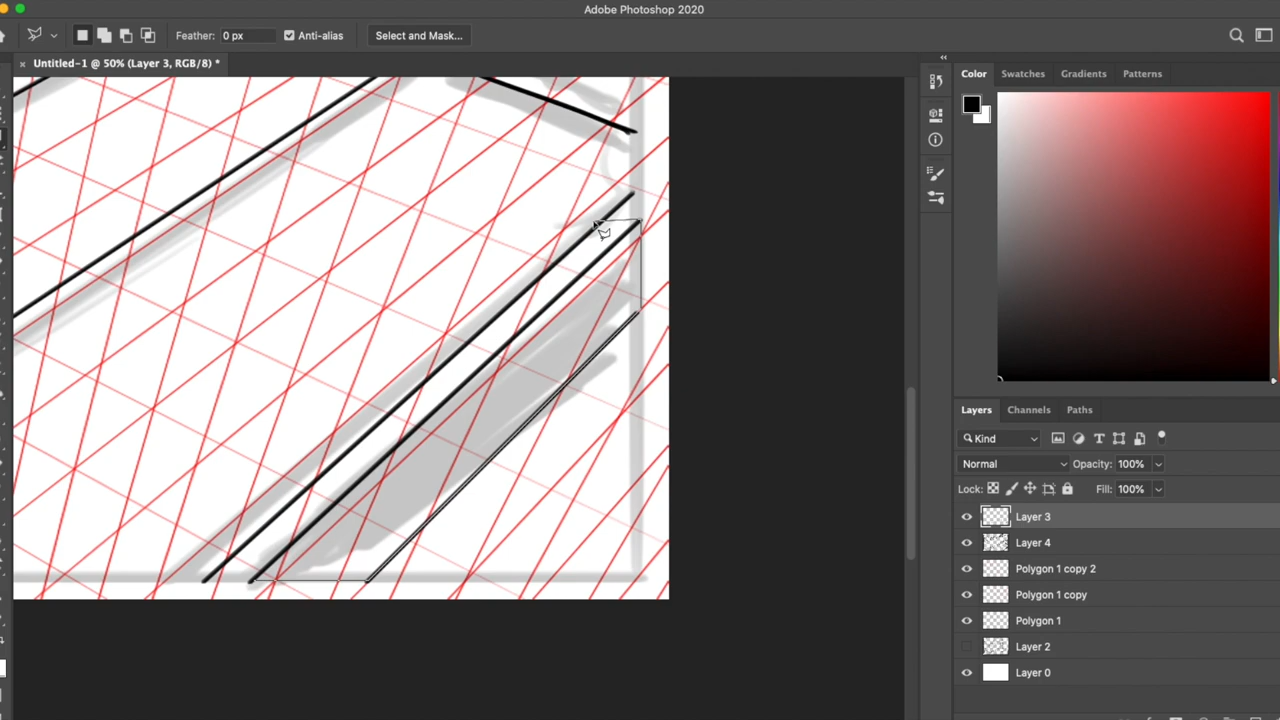 Adobe Photoshop 2020
Feather: 0 px Anti-alias Select and Mask...
× Untitled-1 @ 50% (Layer 3, RGB/8) *
Color Swatches Gradients Patterns
Layers Channels Paths
Kind
Normal Opacity: 100%
Lock: Fill: 100%
Layer 3
Layer 4
Polygon 1 copy 2
Polygon 1 copy
Polygon 1
Layer 2
Layer 0